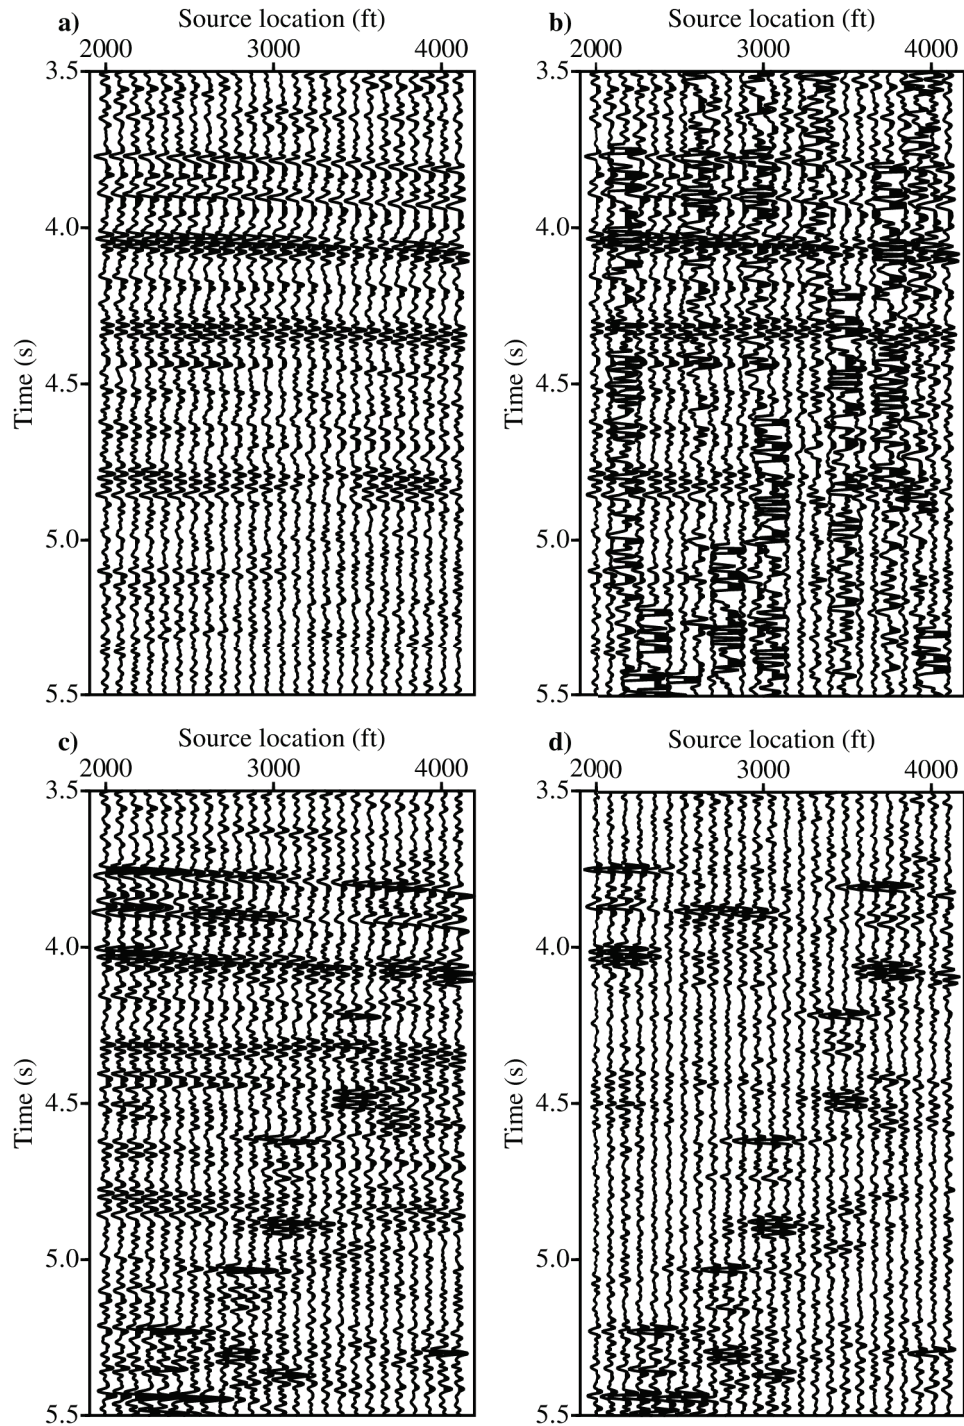 a) Source location (ft)
2000 3000 4000
3.5
4.0
4.5
5.0
5.5
Time (s)
b) Source location (ft)
2000 3000 4000
3.5
4.0
4.5
5.0
5.5
Time (s)
c) Source location (ft)
2000 3000 4000
3.5
4.0
4.5
5.0
5.5
Time (s)
d) Source location (ft)
2000 3000 4000
3.5
4.0
4.5
5.0
5.5
Time (s)